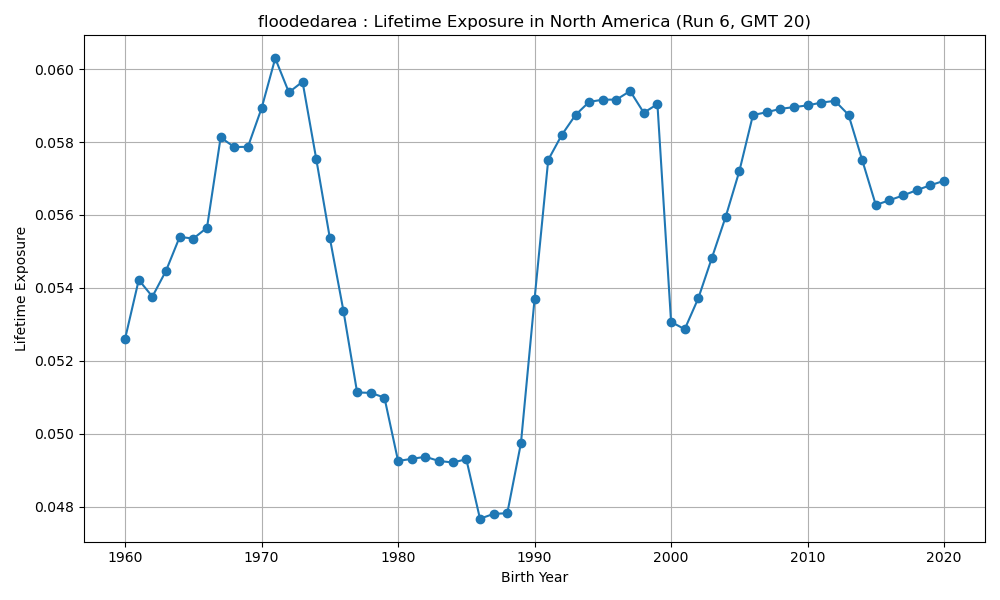 floodedarea : Lifetime Exposure in North America (Run 6, GMT 20)
0.060
0.058
0.056
0.054
0.052
0.050
0.048
Lifetime Exposure
1960 1970 1980 1990 2000 2010 2020
Birth Year